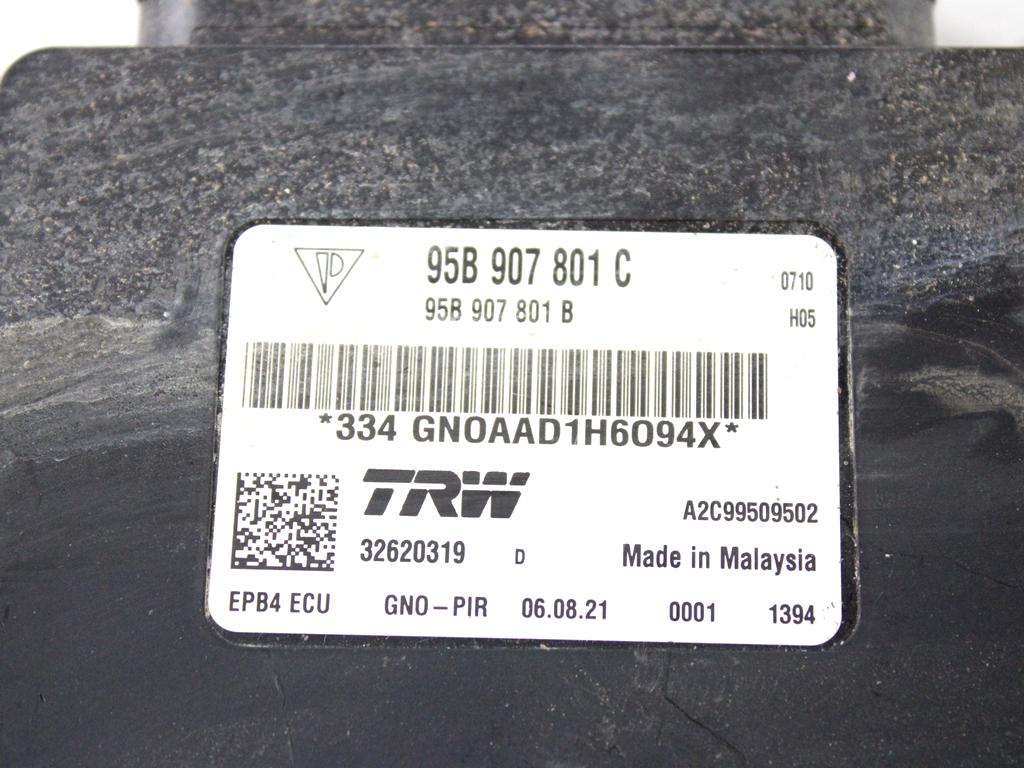 95B 907 801 C
0710
95B 907 801 B
H05
*334 GNOAAD1H6O94X*
TRW
A2C99509502
32620319 D Made in Malaysia
EPB4 ECU GNO-PIR 06.08.21 0001 1394